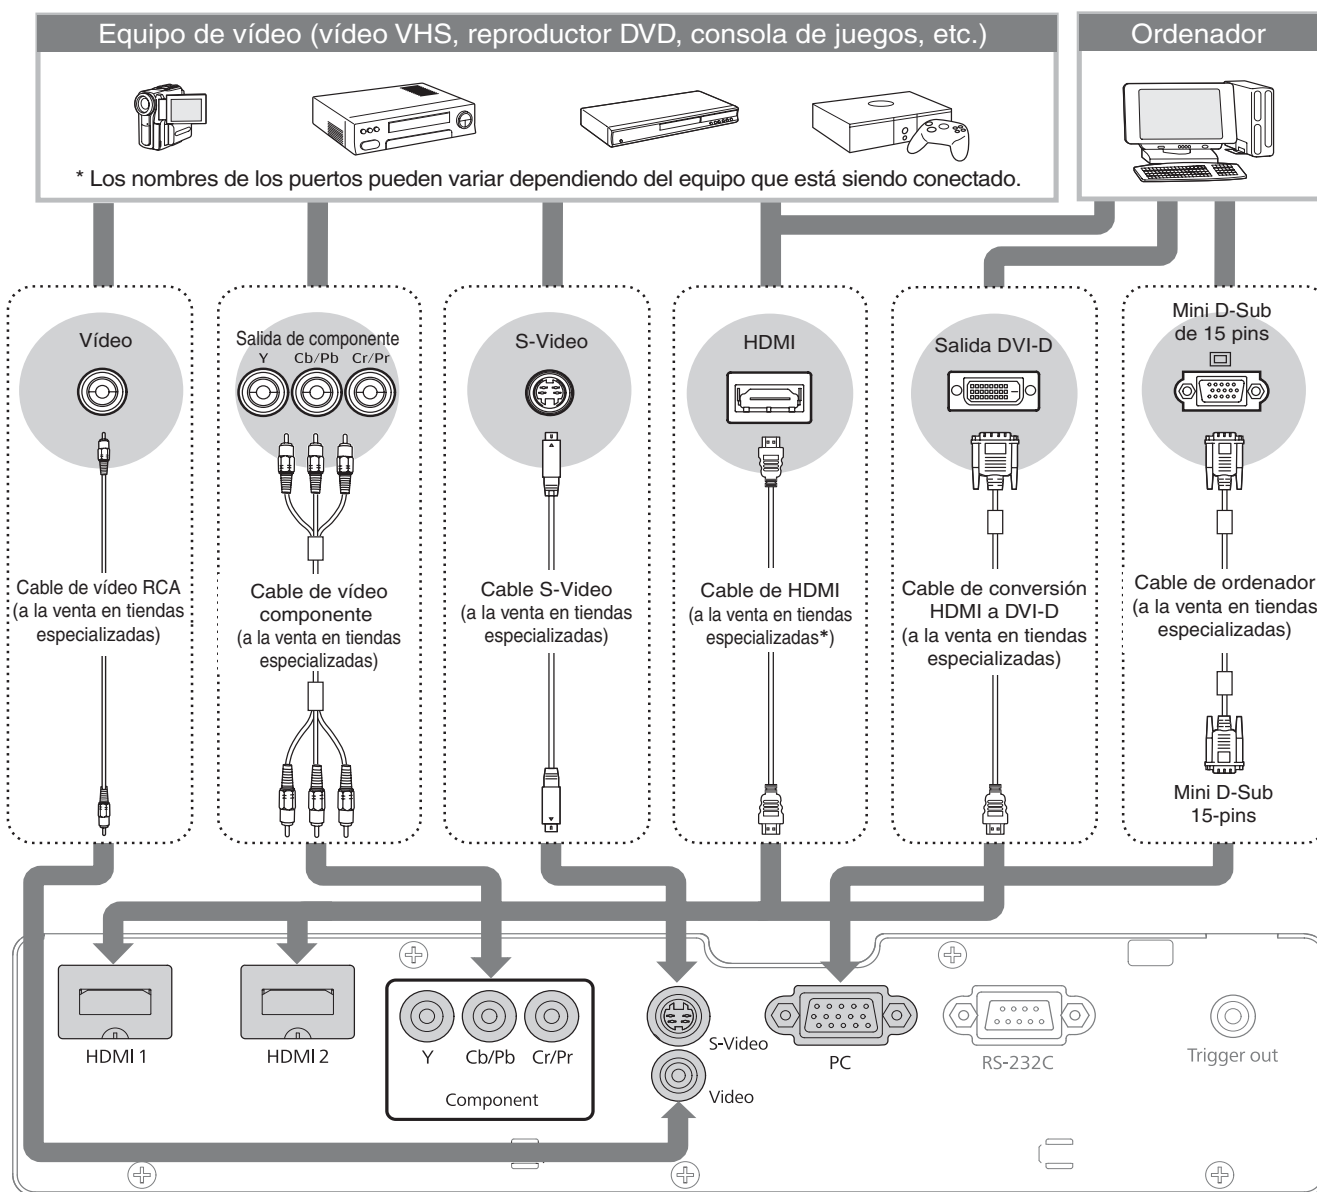 Equipo de vídeo (vídeo VHS, reproductor DVD, consola de juegos, etc.)
Ordenador
* Los nombres de los puertos pueden variar dependiendo del equipo que está siendo conectado.
Vídeo
Salida de componente
Y Cb/Pb Cr/Pr
S-Video
HDMI
Salida DVI-D
Mini D-Sub
de 15 pins
Cable de vídeo RCA
(a la venta en tiendas
especializadas)
Cable de vídeo
componente
(a la venta en tiendas
especializadas)
Cable S-Video
(a la venta en tiendas
especializadas)
Cable de HDMI
(a la venta en tiendas
especializadas*)
Cable de conversión
HDMI a DVI-D
(a la venta en tiendas
especializadas)
Cable de ordenador
(a la venta en tiendas
especializadas)
Mini D-Sub
15-pins
HDMI 1
HDMI 2
Y Cb/Pb Cr/Pr
Component
S-Video
Video
PC
RS-232C
Trigger out